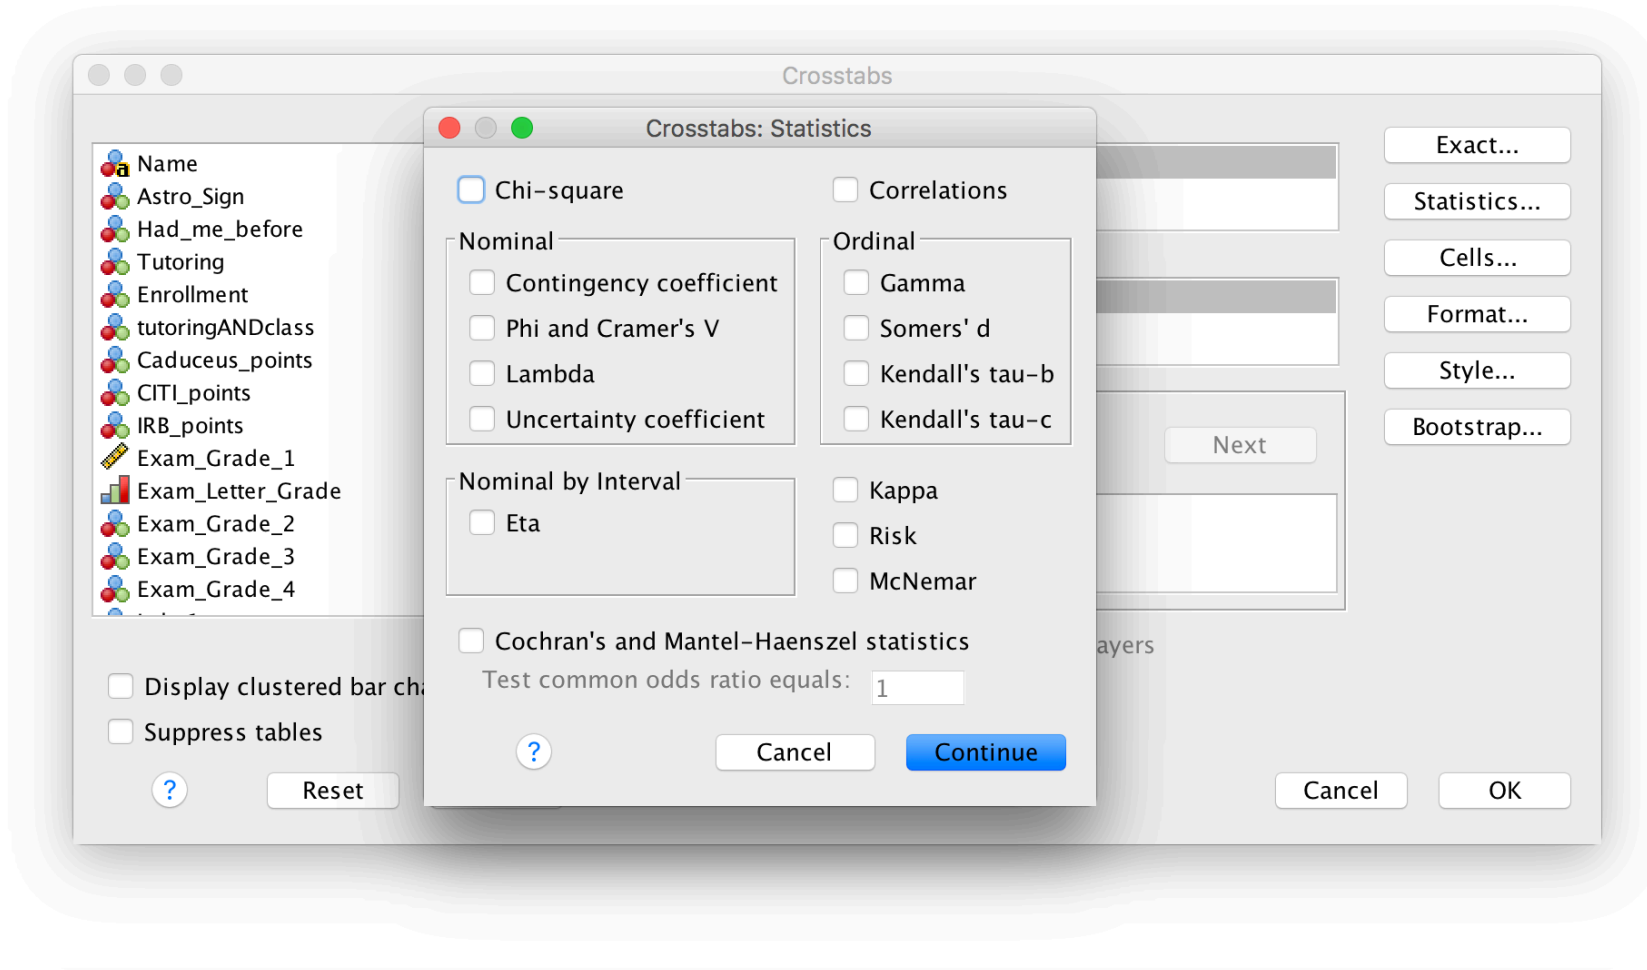 Crosstabs
Crosstabs: Statistics
Name
Astro_Sign
Had_me_before
Tutoring
Enrollment
tutoringANDclass
Caduceus_points
CITI_points
IRB_points
Exam_Grade_1
Exam_Letter_Grade
Exam_Grade_2
Exam_Grade_3
Exam_Grade_4
Display clustered bar
Suppress tables
?
Reset
Chi-square
Correlations
Nominal
Contingency coefficient
Phi and Cramer's V
Lambda
Uncertainty coefficient
Ordinal
Gamma
Somers' d
Kendall's tau-b
Kendall's tau-c
Nominal by Interval
Eta
Kappa
Risk
McNemar
Cochran's and Mantel-Haenszel statistics
Test common odds ratio equals: 1
?
Cancel
Continue
Exact...
Statistics...
Cells...
Format...
Style...
Bootstrap...
Next
ayers
Cancel
OK